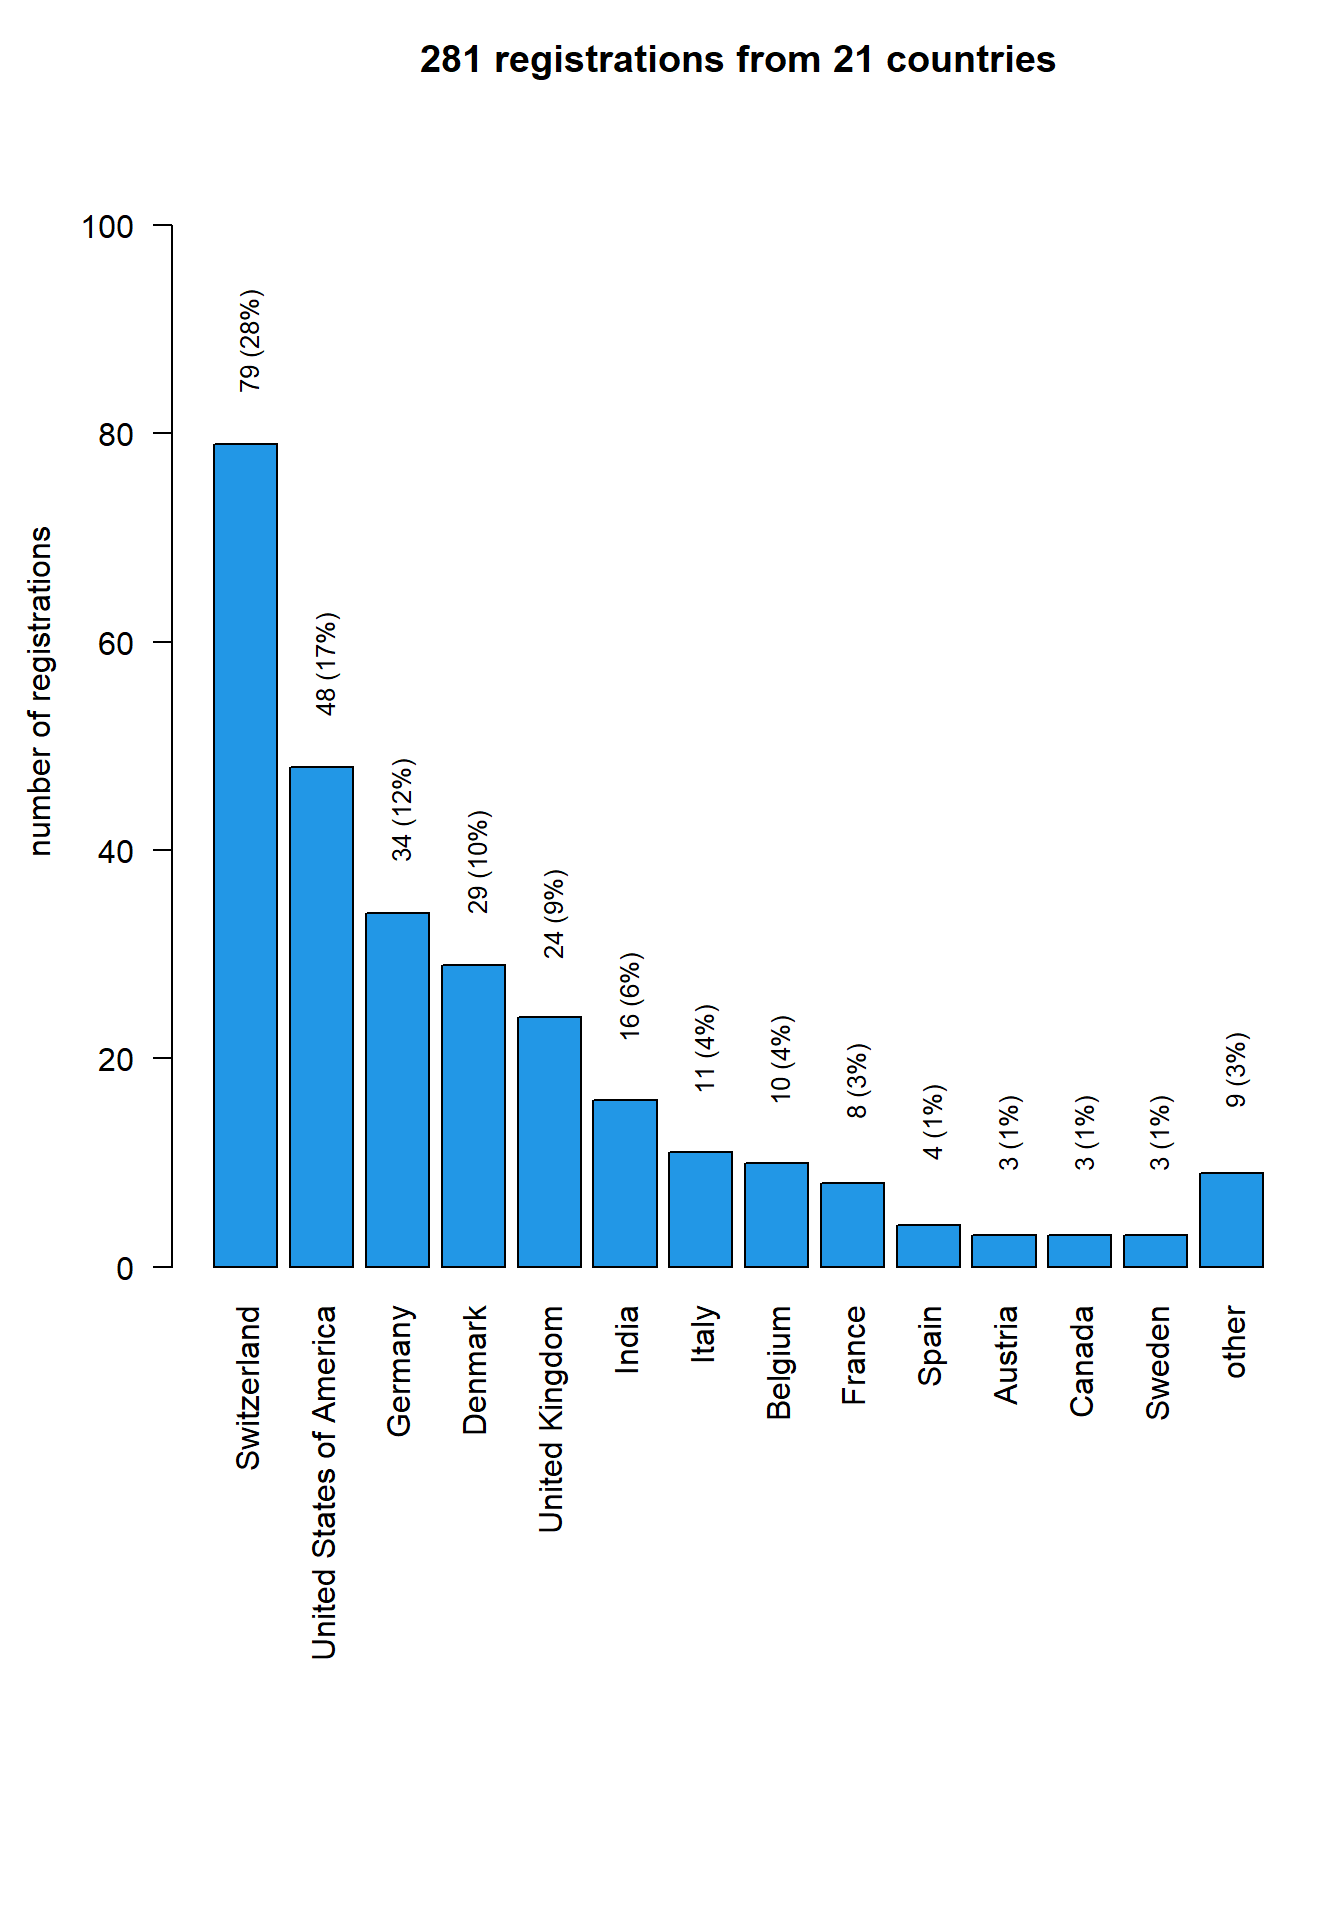 281 registrations from 21 countries
number of registrations
100
80
60
40
20
0
79 (28%)
48 (17%)
34 (12%)
29 (10%)
24 (9%)
16 (6%)
11 (4%)
10 (4%)
8 (3%)
4 (1%)
3 (1%)
3 (1%)
3 (1%)
9 (3%)
Switzerland
United States of America
Germany
Denmark
United Kingdom
India
Italy
Belgium
France
Spain
Austria
Canada
Sweden
other